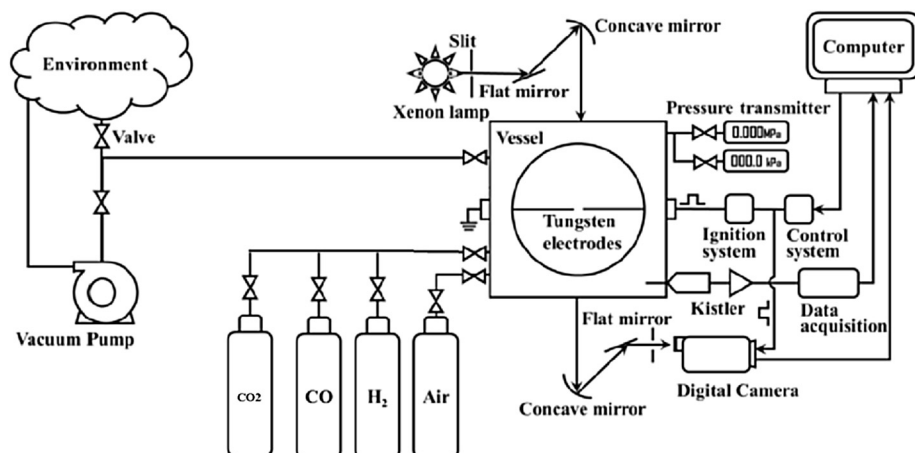 Environment
Valve
Vacuum Pump
Slit
Xenon lamp
Flat mirror
Concave mirror
Computer
Pressure transmitter
0.000MPa
000.0 kPa
Vessel
Tungsten
electrodes
Ignition
system
Control
system
Kistler
Data
acquisition
Flat mirror
Digital Camera
Concave mirror
CO2
CO
H₂
Air